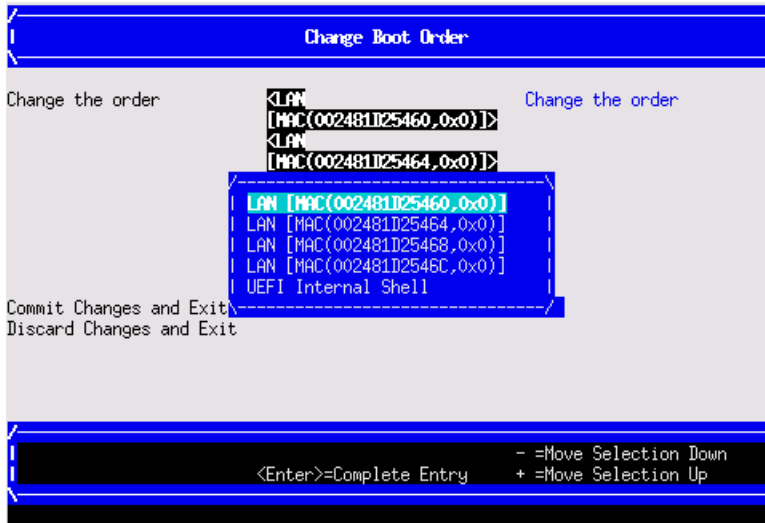 Change Boot Order
Change the order <LAN Change the order
[MAC(002481D25460,0x0)]>
<LAN
[MAC(002481D25464,0x0)]>
LAN [MAC(002481D25460,0x0)]
LAN [MAC(002481D25464,0x0)]
LAN [MAC(002481D25468,0x0)]
LAN [MAC(002481D2546C,0x0)]
UEFI Internal Shell
Commit Changes and Exit
Discard Changes and Exit
- =Move Selection Down
<Enter>=Complete Entry + =Move Selection Up